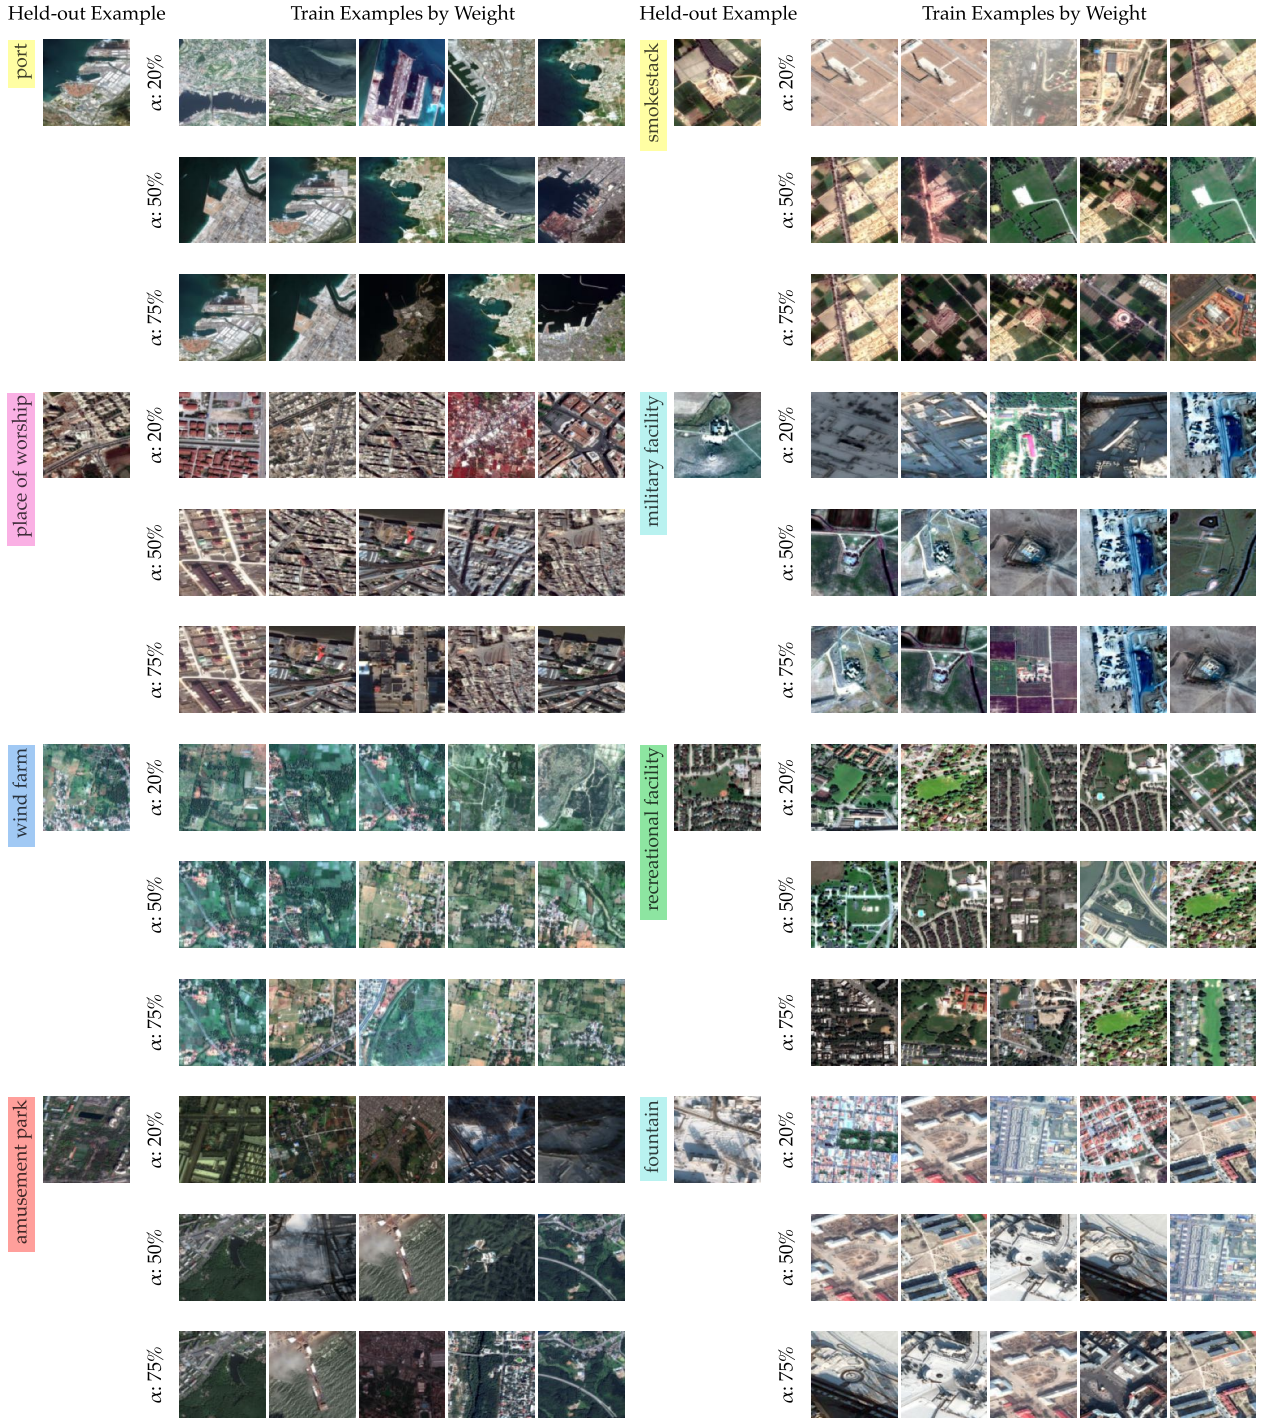 Held-out Example
Train Examples by Weight
Held-out Example
Train Examples by Weight
port
α: 20%
α: 50%
α: 75%
smokestack
α: 20%
α: 50%
α: 75%
place of worship
α: 20%
α: 50%
α: 75%
military facility
α: 20%
α: 50%
α: 75%
wind farm
α: 20%
α: 50%
α: 75%
recreational facility
α: 20%
α: 50%
α: 75%
amusement park
α: 20%
α: 50%
α: 75%
fountain
α: 20%
α: 50%
α: 75%